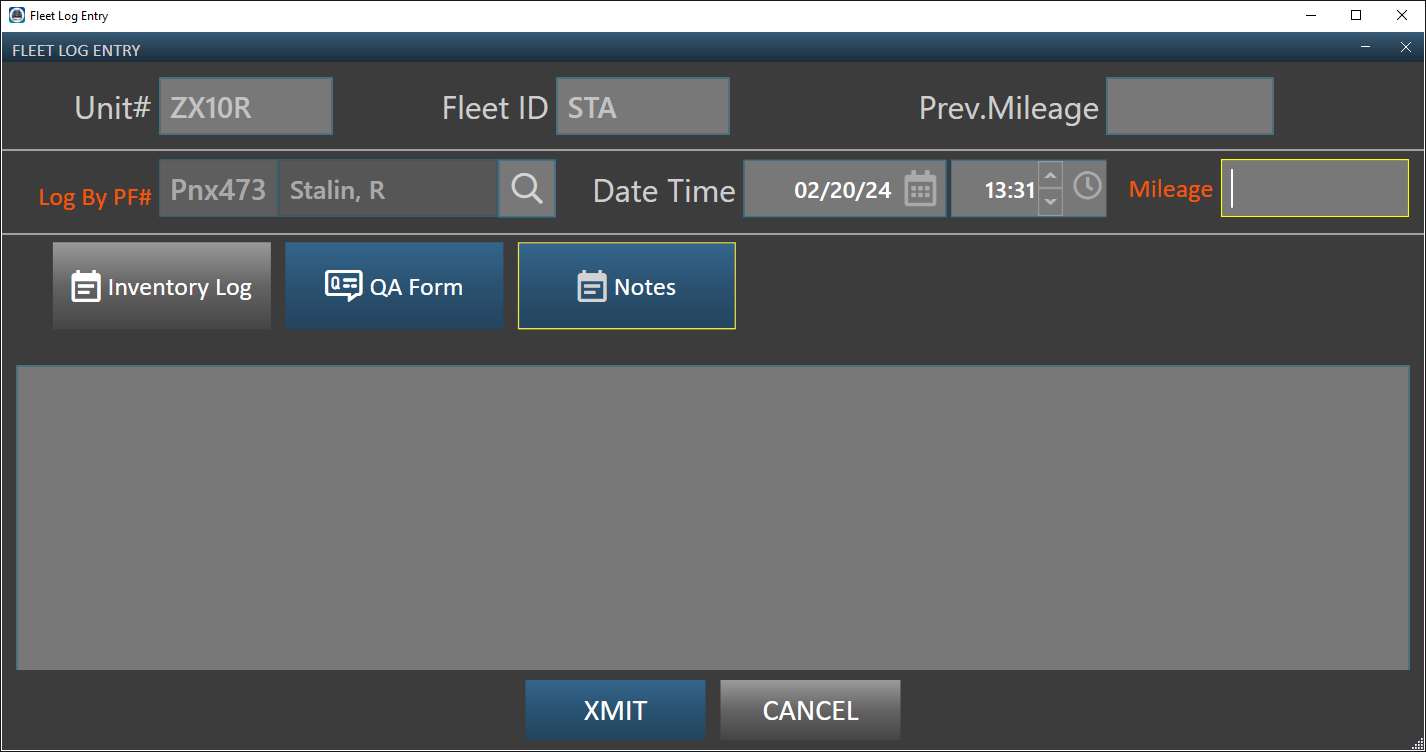 Fleet Log Entry
FLEET LOG ENTRY
Unit# ZX10R Fleet ID STA Prev.Mileage
Log By PF# Pnx473 Stalin, R Date Time 02/20/24 13:31 Mileage
Inventory Log QA Form Notes
XMIT CANCEL